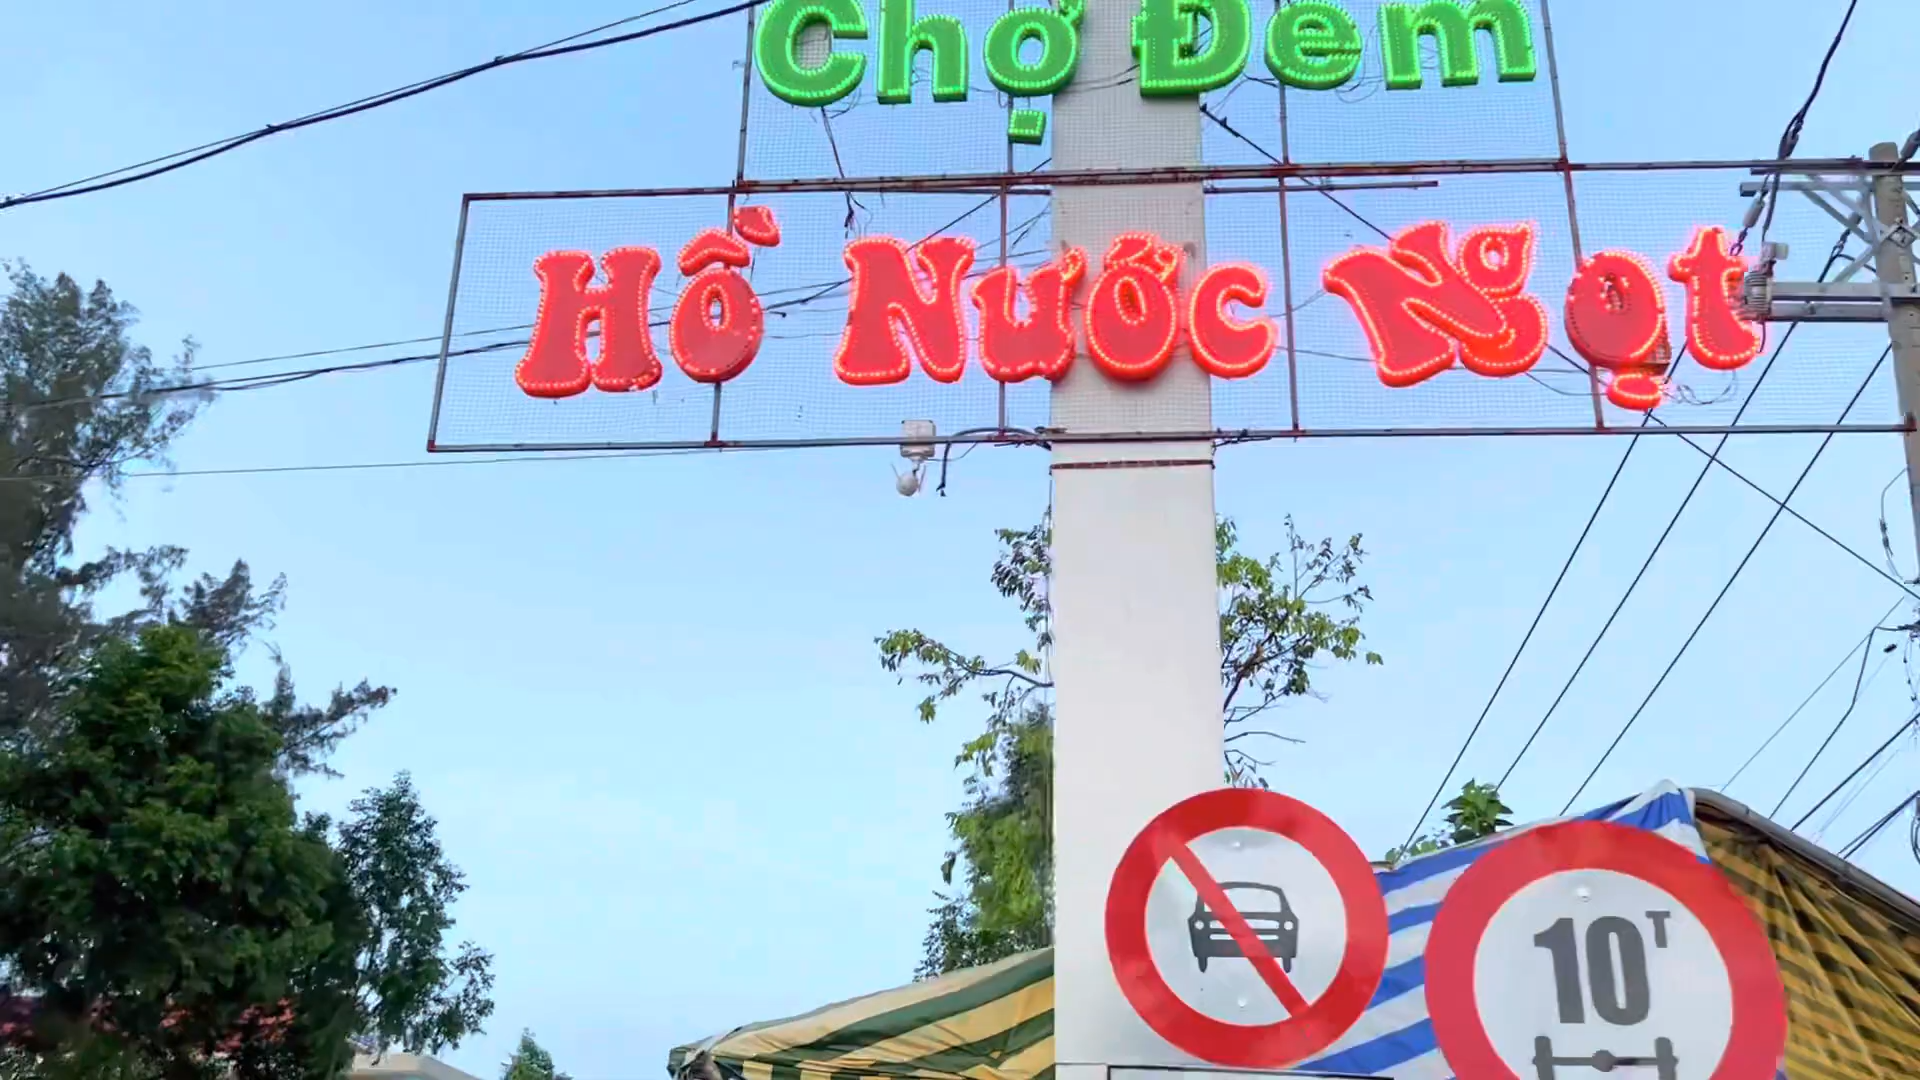 Chợ Đêm
Hồ Nước Ngọt
10T